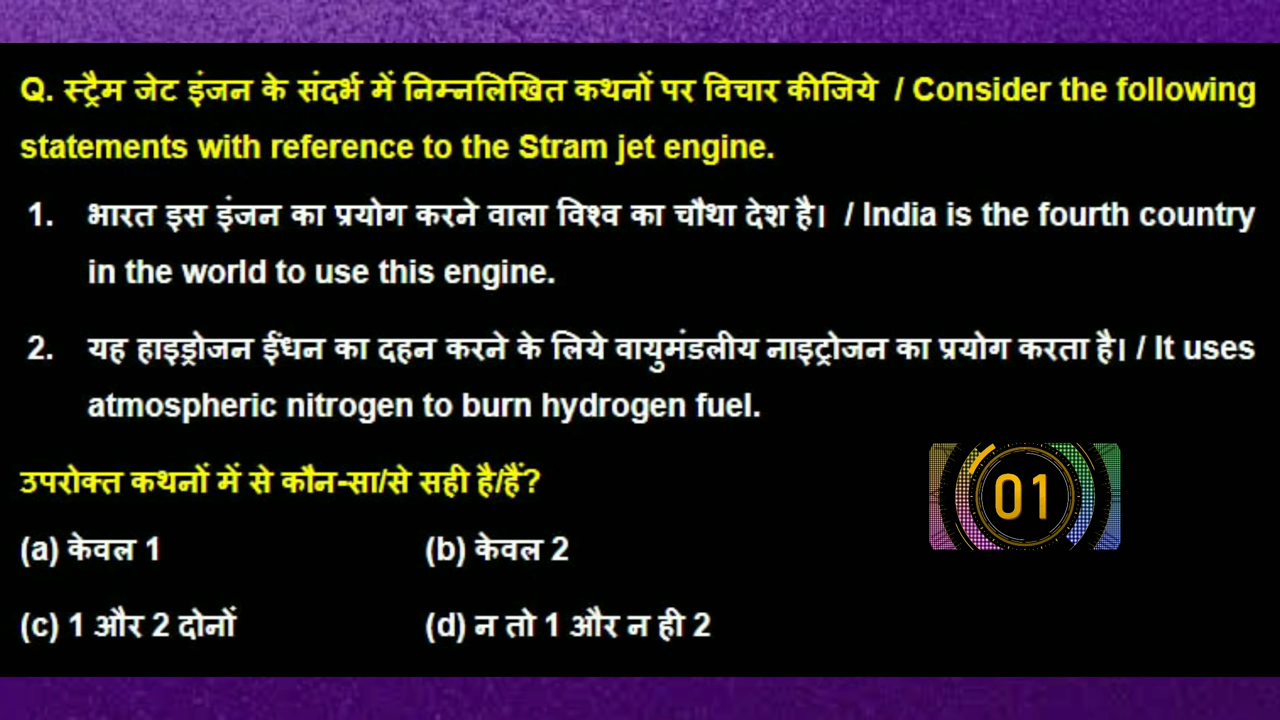 Q. स्ट्रैम जेट इंजन के संदर्भ में निम्नलिखित कथनों पर विचार कीजिये / Consider the following
statements with reference to the Stram jet engine.
1. भारत इस इंजन का प्रयोग करने वाला विश्व का चौथा देश है। / India is the fourth country
in the world to use this engine.
2. यह हाइड्रोजन ईंधन का दहन करने के लिये वायुमंडलीय नाइट्रोजन का प्रयोग करता है। / It uses
atmospheric nitrogen to burn hydrogen fuel.
उपरोक्त कथनों में से कौन-सा/से सही है/हैं?
01
(a) केवल 1 (b) केवल 2
(c) 1 और 2 दोनों (d) न तो 1 और न ही 2